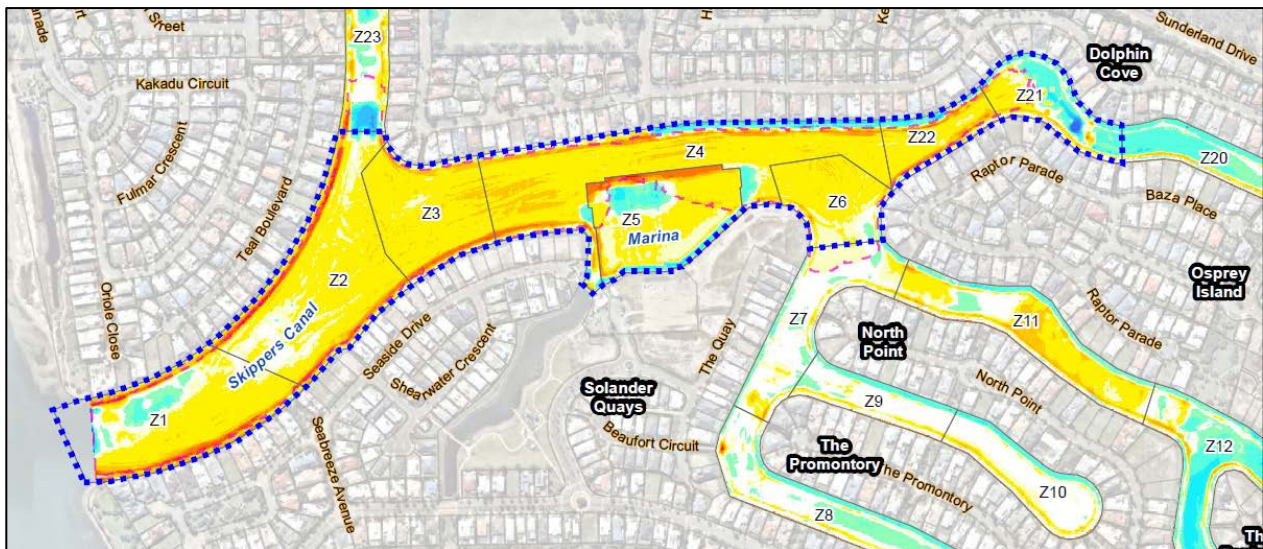 Street
Z23
Kakadu Circuit
Fulmar Crescent
Teal Boulevard
Oriole Close
Z1
Z2
Skippers Canal
Z3
Z4
Z5
Marina
Z6
Z22
Z21
Dolphin
Cove
Sunderland Drive
Z20
Raptor Parade
Baza Place
Osprey
Island
Raptor Parade
Z7
North
Point
Z11
North Point
Z9
Z12
Seaside Drive
Shearwater Crescent
Seabreeze Avenue
The Quay
Solander
Quays
Beaufort Circuit
The
Promontory
The Promontory
Z10
Z8